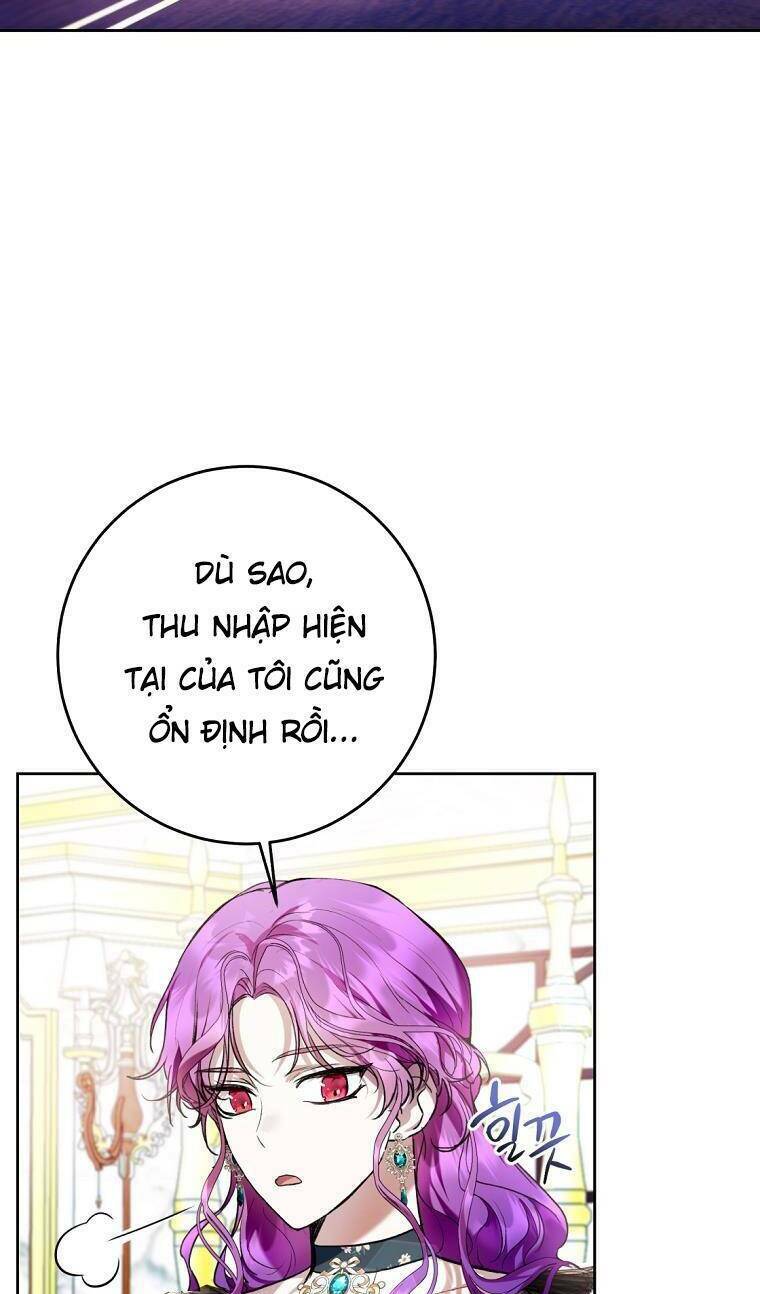 DÙ SAO,
THU NHẬP HIỆN
TẠI CỦA TÔI CŨNG
ỔN ĐỊNH RỒI...
힐끗